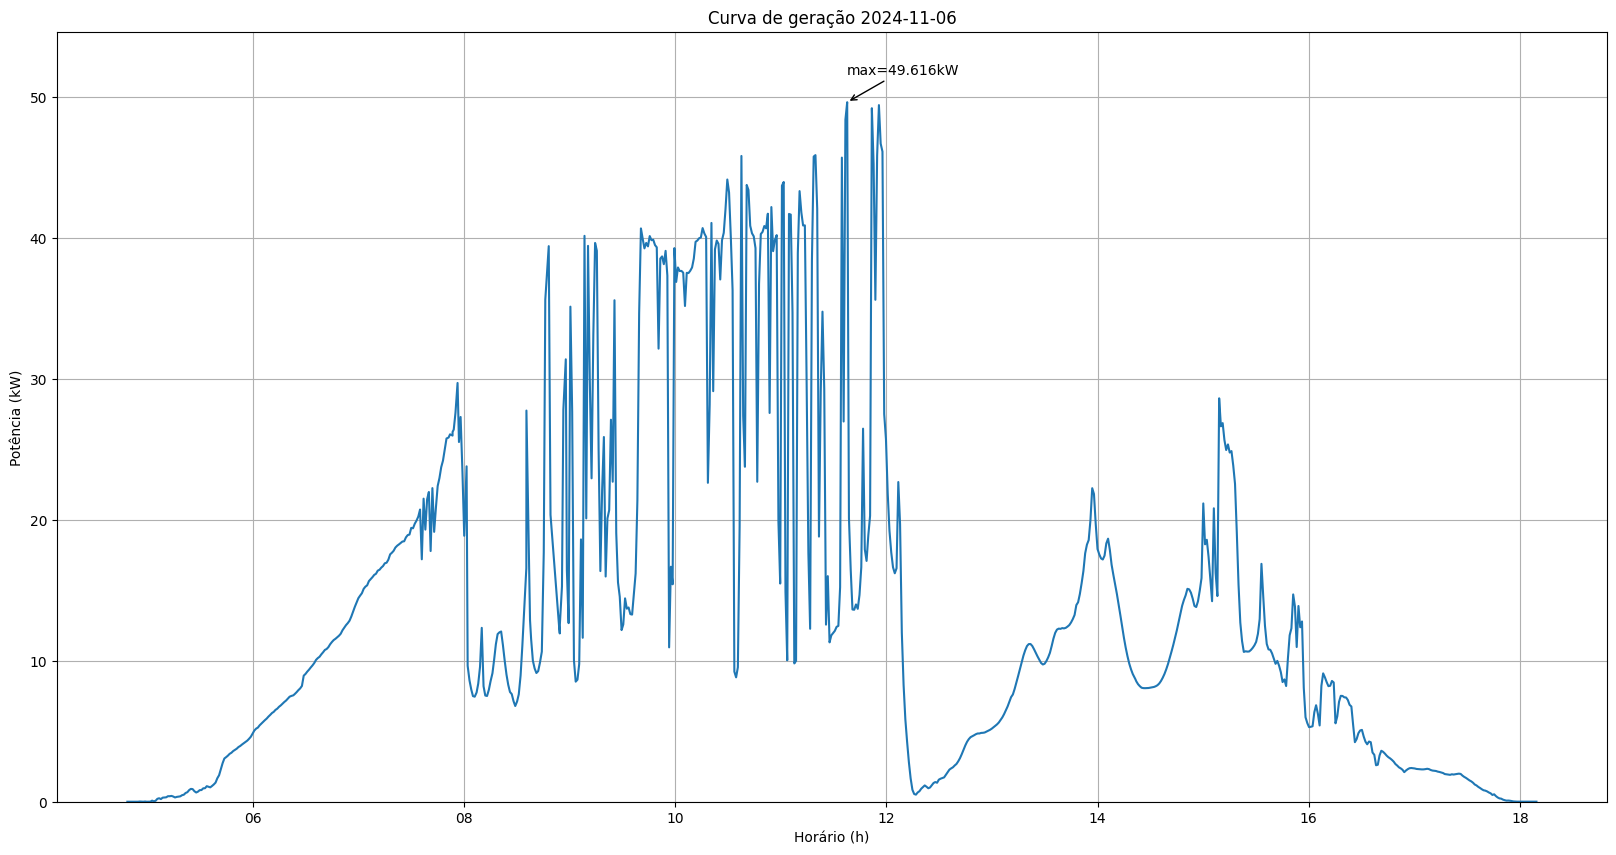 Curva de geração 2024-11-06
max=49.616kW
50
40
30
20
10
0
Potência (kW)
06 08 10 12 14 16 18
Horário (h)